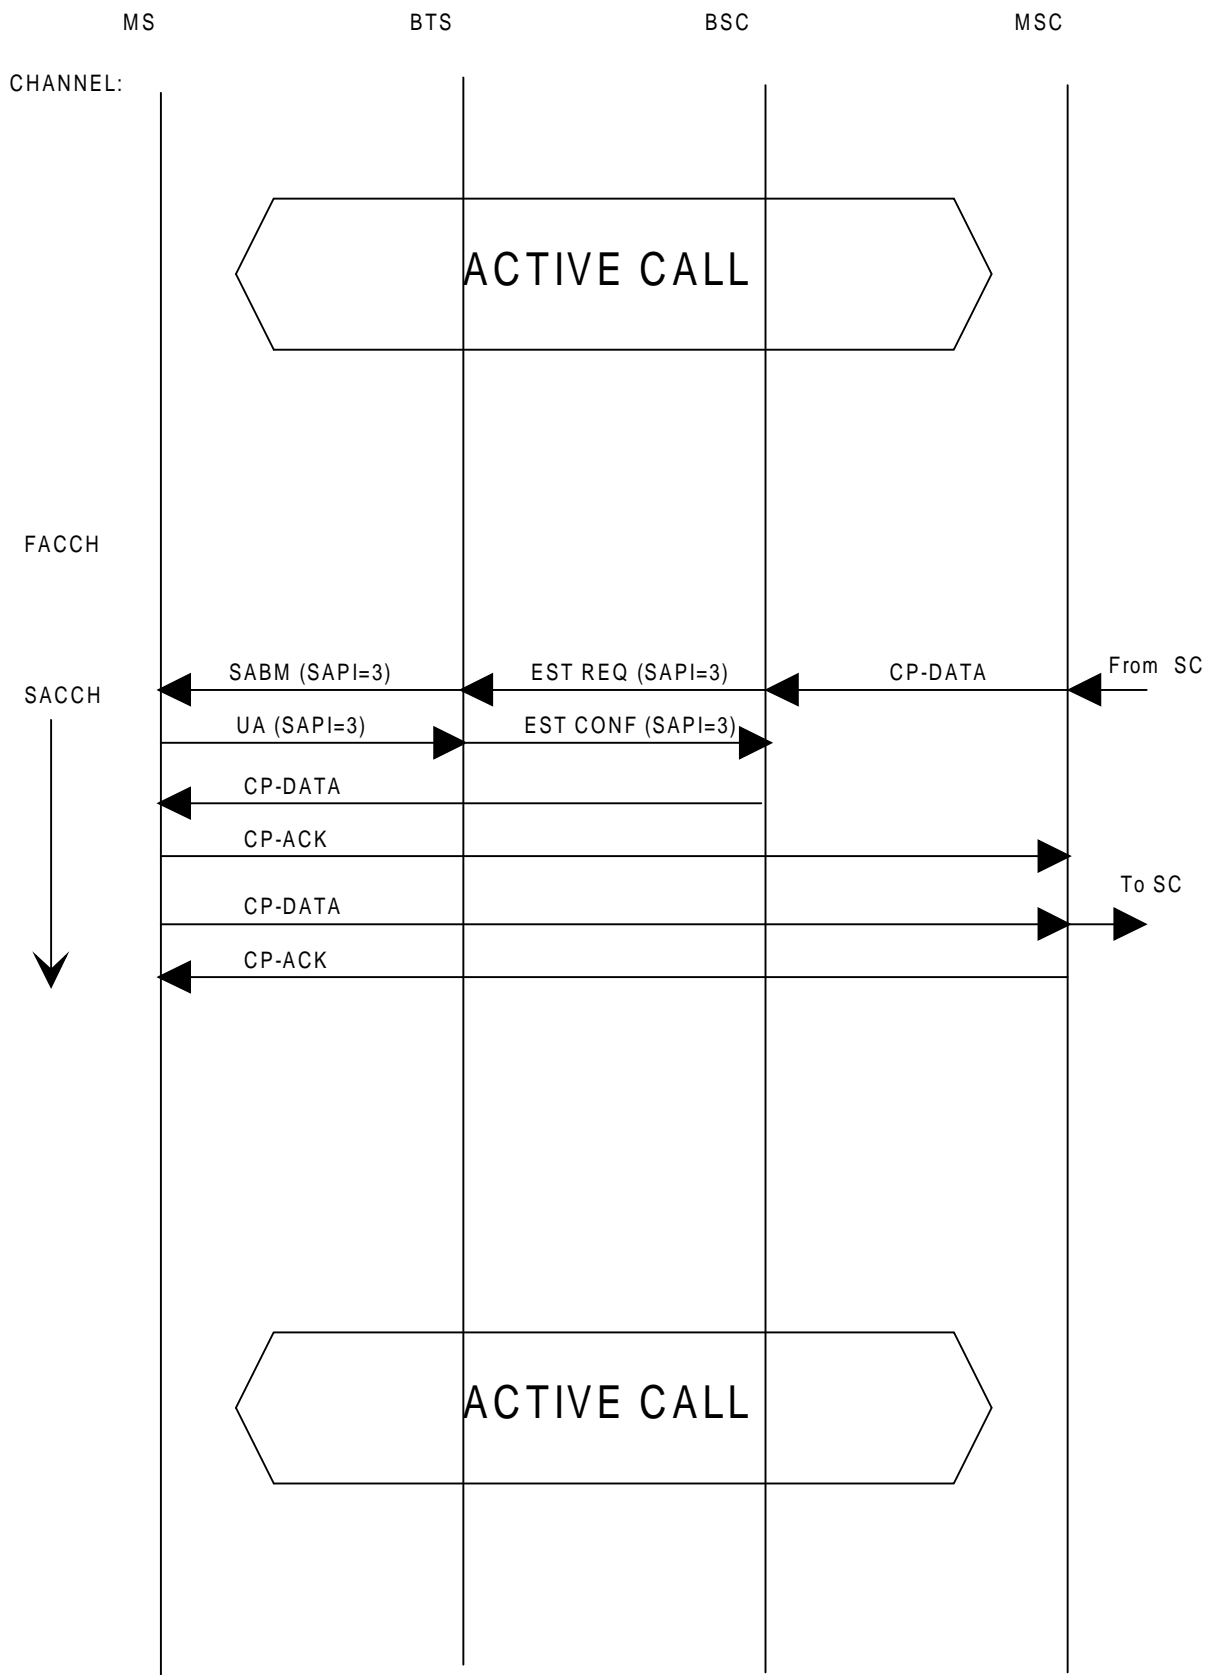 MS BTS BSC MSC
CHANNEL:
ACTIVE CALL
FACCH
SABM (SAPI=3) EST REQ (SAPI=3) CP-DATA From SC
SACCH
UA (SAPI=3) EST CONF (SAPI=3)
CP-DATA
CP-ACK
To SC
CP-DATA
CP-ACK
ACTIVE CALL